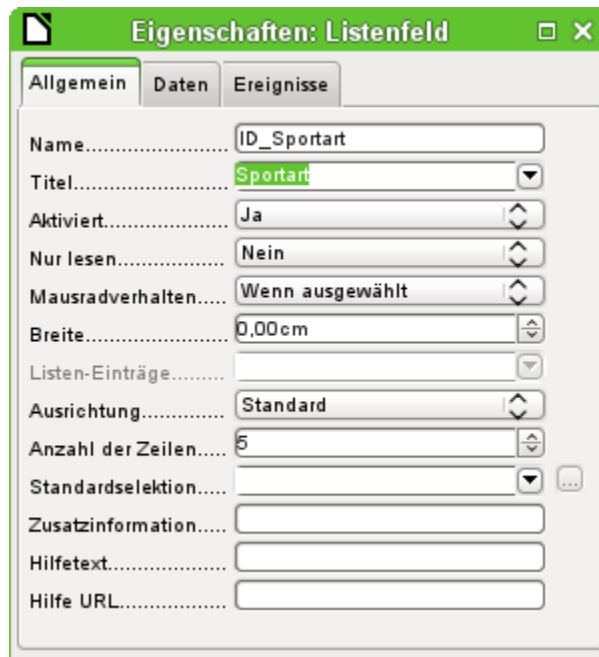 Eigenschaften: Listenfeld
Allgemein Daten Ereignisse
Name...................... ID_Sportart
Titel........................ Sportart
Aktiviert................... Ja
Nur lesen................. Nein
Mausradverhalten..... Wenn ausgewählt
Breite...................... 0,00cm
Listen-Einträge.........
Ausrichtung............. Standard
Anzahl der Zeilen..... 5
Standardselektion.....
...
Zusatzinformation.....
Hilfetext..................
Hilfe URL.................